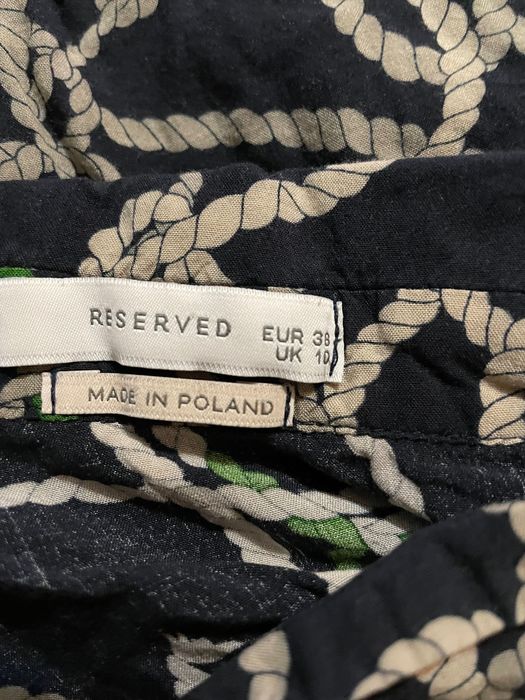 RESERVED
EUR 38
UK 10
MADE IN POLAND